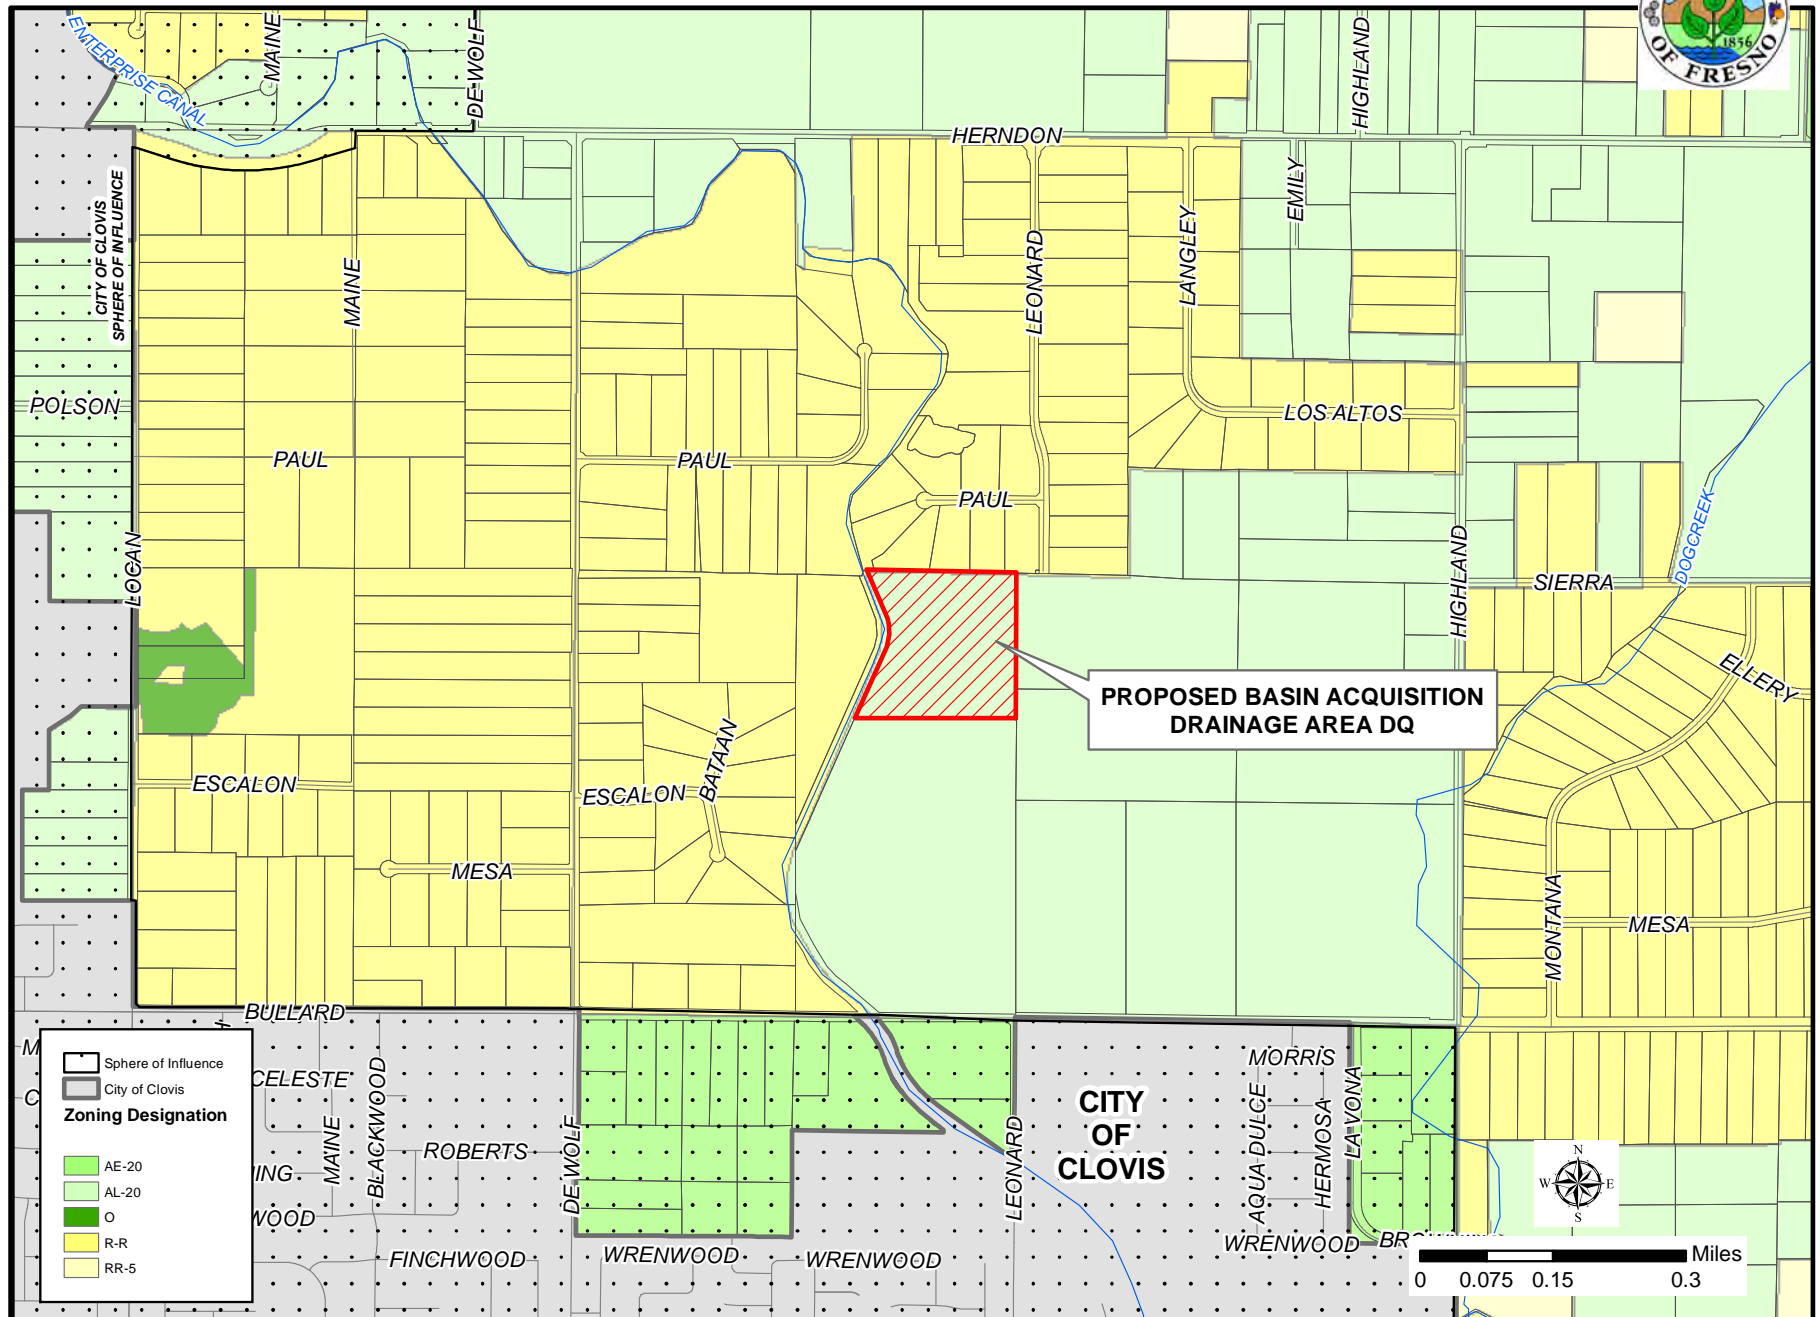 1856
OF FRESNO
ENTERPRISE CANAL
MAINE
DE WOLF
HIGHLAND
HERNDON
CITY OF CLOVIS
SPHERE OF INFLUENCE
EMILY
LEONARD
LANGLEY
MAINE
POLSON
LOS ALTOS
PAUL
PAUL
PAUL
LOCAN
HIGHLAND
DOGCREEK
SIERRA
PROPOSED BASIN ACQUISITION
DRAINAGE AREA DQ
ELLERY
ESCALON
ESCALON
BATAAN
MESA
MONTANA
MESA
BULLARD
Sphere of Influence
City of Clovis
Zoning Designation
AE-20
AL-20
O
R-R
RR-5
CELESTE
MAINE
BLACKWOOD
ROBERTS
FINCHWOOD
DE WOLF
WRENWOOD
WRENWOOD
LEONARD
CITY
OF
CLOVIS
MORRIS
AQUA DULCE
HERMOSA
LA VONA
WRENWOOD
N
W E
S
Miles
0 0.075 0.15 0.3